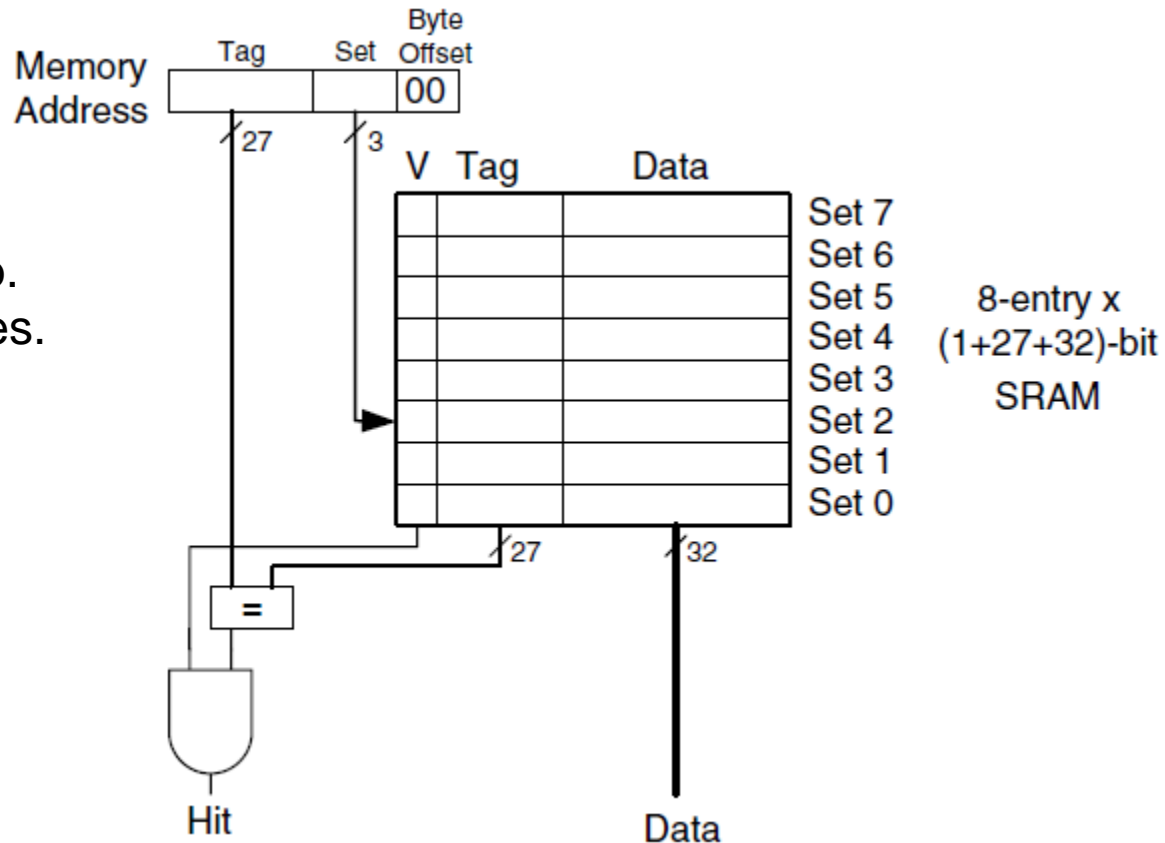 Byte
Tag Set Offset
Memory
Address
00
27 3
V Tag Data
Set 7
Set 6
Set 5
Set 4
Set 3
Set 2
Set 1
Set 0
8-entry x
(1+27+32)-bit
SRAM
27 32
=
Hit
Data